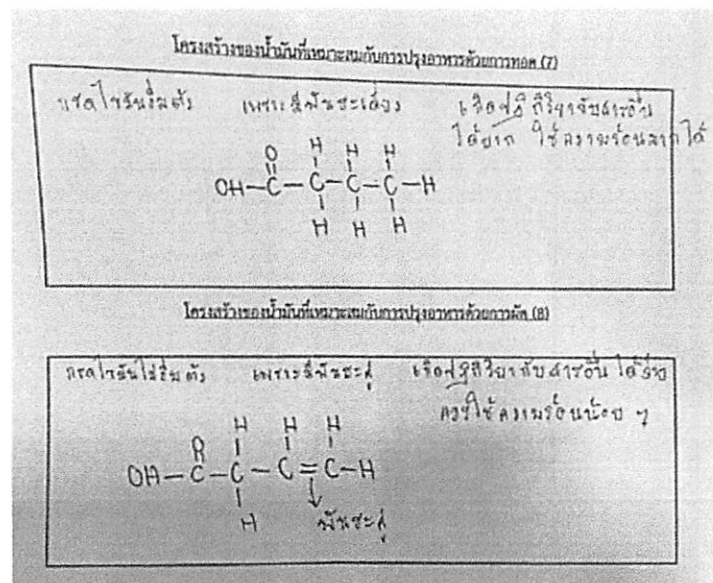 โครงสร้างของน้ำมันที่เหมาะสมกับการปรุงอาหารด้วยการทอด (7)
กรดไขมันอิ่มตัว เพราะมีพันธะเดี่ยว เกิดปฏิกิริยากับสารอื่น
ได้ยาก ใช้ความร้อนมากได้
O H H H
OH-C-C-C-C-H
H H H
โครงสร้างของน้ำมันที่เหมาะสมกับการปรุงอาหารด้วยการผัด (8)
กรดไขมันไม่อิ่มตัว เพราะมีพันธะคู่ เกิดปฏิกิริยากับสารอื่นได้ง่าย
ควรใช้ความร้อนน้อย ๆ
H H H
OH-C-C-C=C-H
H พันธะคู่